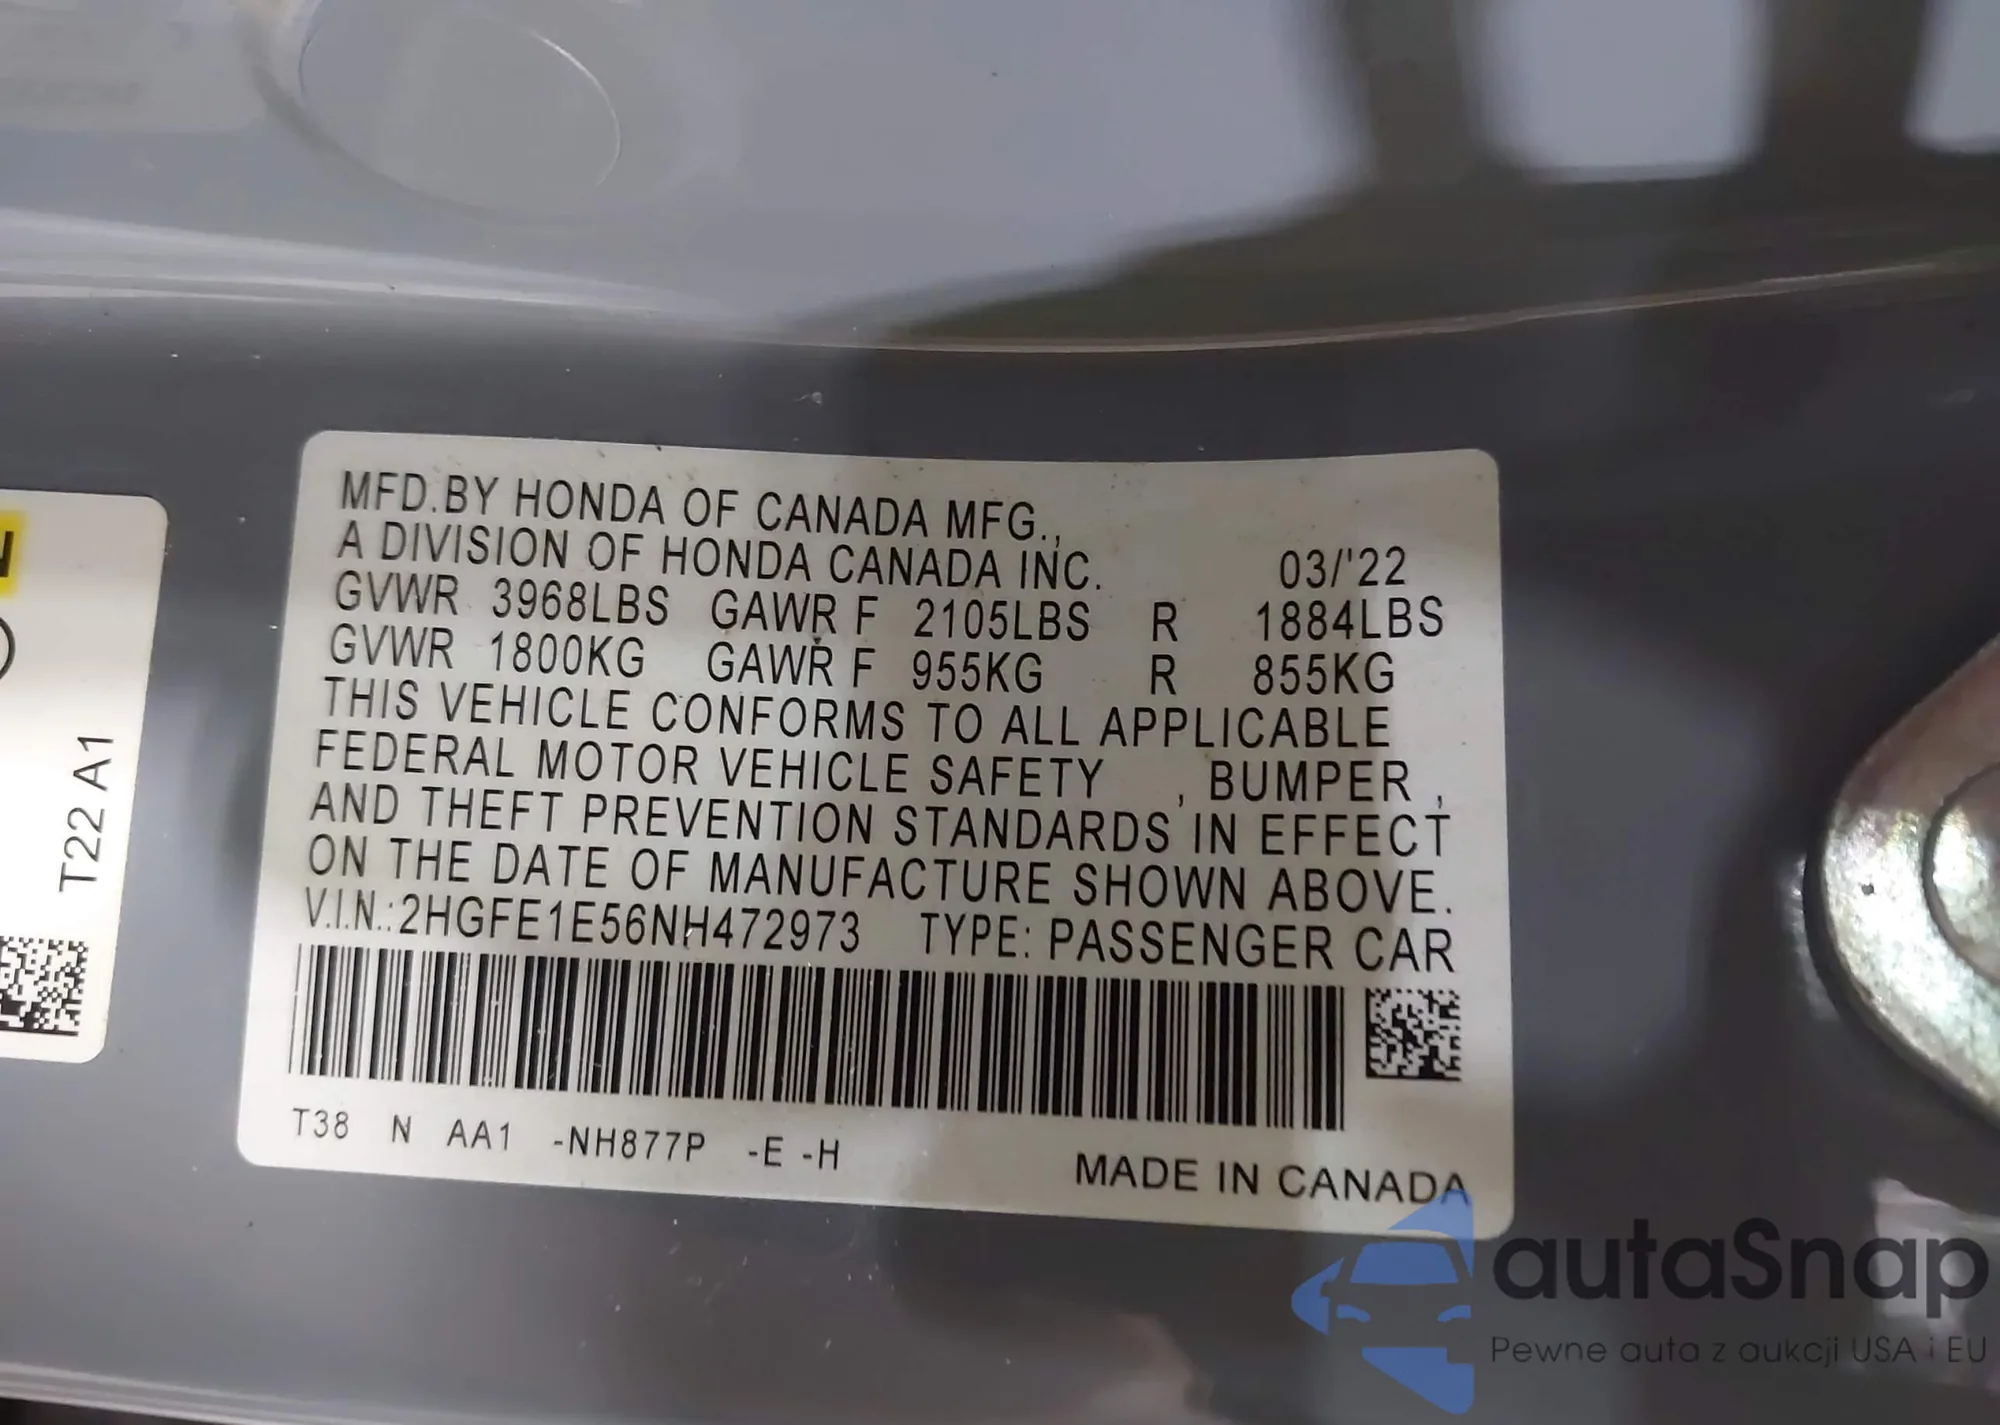 MFD.BY HONDA OF CANADA MFG.,
A DIVISION OF HONDA CANADA INC. 03/'22
GVWR 3968LBS GAWR F 2105LBS R 1884LBS
GVWR 1800KG GAWR F 955KG R 855KG
THIS VEHICLE CONFORMS TO ALL APPLICABLE
FEDERAL MOTOR VEHICLE SAFETY , BUMPER ,
AND THEFT PREVENTION STANDARDS IN EFFECT
ON THE DATE OF MANUFACTURE SHOWN ABOVE.
V.I.N.:2HGFE1E56NH472973 TYPE: PASSENGER CAR
T38 N AA1 -NH877P -E -H
MADE IN CANADA
T22 A1
autaSnap
Pewne auta z aukcji USA i EU